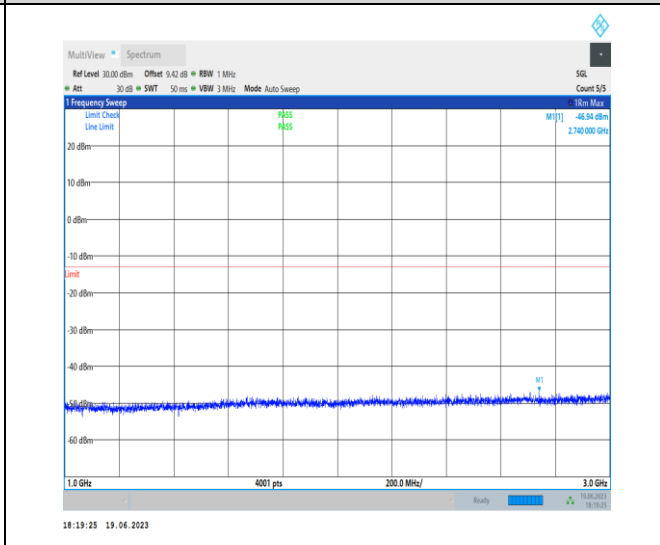 MultiView Spectrum
Ref Level 30.00 dBm Offset 9.42 dB RBW 1 MHz SGL
Att 30 dB SWT 50 ms VBW 3 MHz Mode Auto Sweep Count 5/5
1 Frequency Sweep 1Rm Max
Limit Check PASS M1[1] -46.94 dBm
Line Limit PASS 2.740 000 GHz
20 dBm
10 dBm
0 dBm
-10 dBm
Limit
-20 dBm
-30 dBm
-40 dBm
M1
-50 dBm
-60 dBm
1.0 GHz 4001 pts 200.0 MHz/ 3.0 GHz
Ready 19.06.2023
18:19:25
18:19:25 19.06.2023